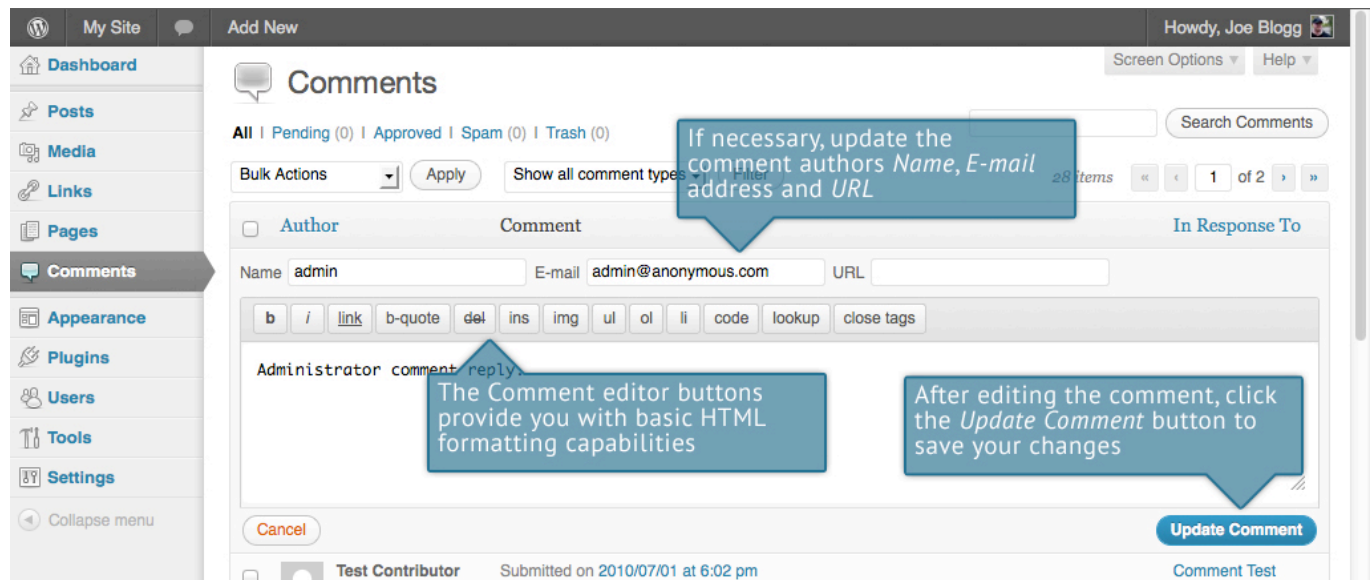 My Site Add New Howdy, Joe Blogg
Dashboard
Posts
Media
Links
Pages
Comments
Appearance
Plugins
Users
Tools
Settings
Collapse menu
Screen Options Help
Comments
All | Pending (0) | Approved | Spam (0) | Trash (0)
Search Comments
Bulk Actions Apply Show all comment types Filter 28 items « ‹ 1 of 2 › »
If necessary, update the
comment authors Name, E-mail
address and URL
Author Comment In Response To
Name admin E-mail admin@anonymous.com URL
b i link b-quote del ins img ul ol li code lookup close tags
Administrator comment reply.
The Comment editor buttons
provide you with basic HTML
formatting capabilities
After editing the comment, click
the Update Comment button to
save your changes
Cancel Update Comment
Test Contributor Submitted on 2010/07/01 at 6:02 pm Comment Test